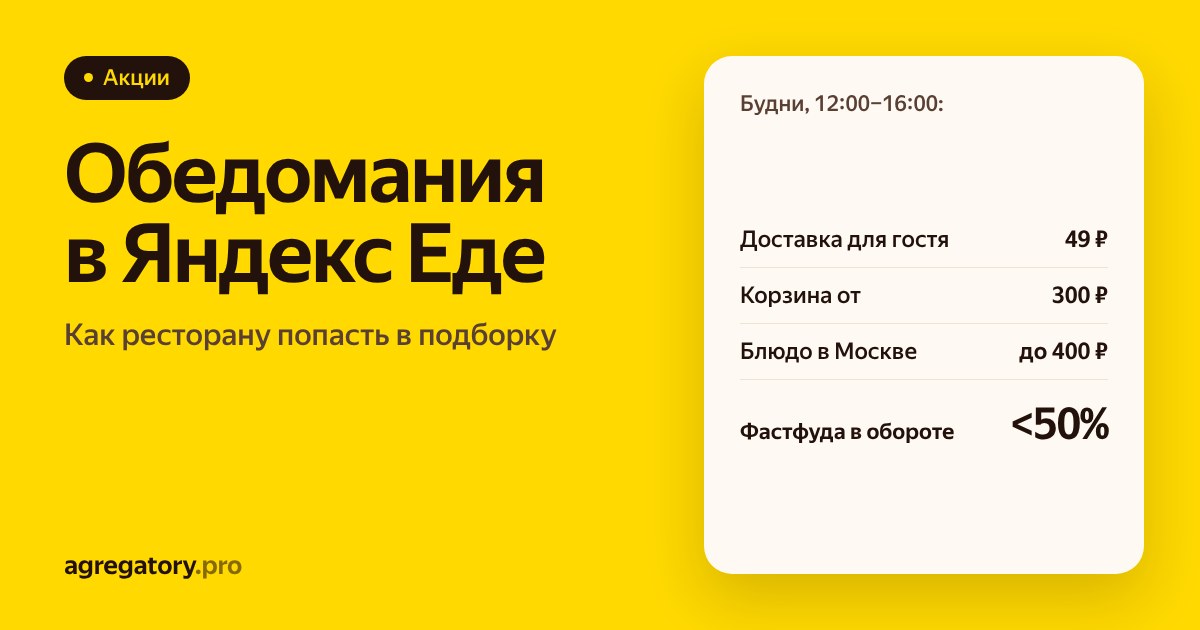 Акции
Обедомания
в Яндекс Еде
Как ресторану попасть в подборку
agregatory.pro
Будни, 12:00–16:00:
Доставка для гостя 49 ₽
Корзина от 300 ₽
Блюдо в Москве до 400 ₽
Фастфуда в обороте <50%